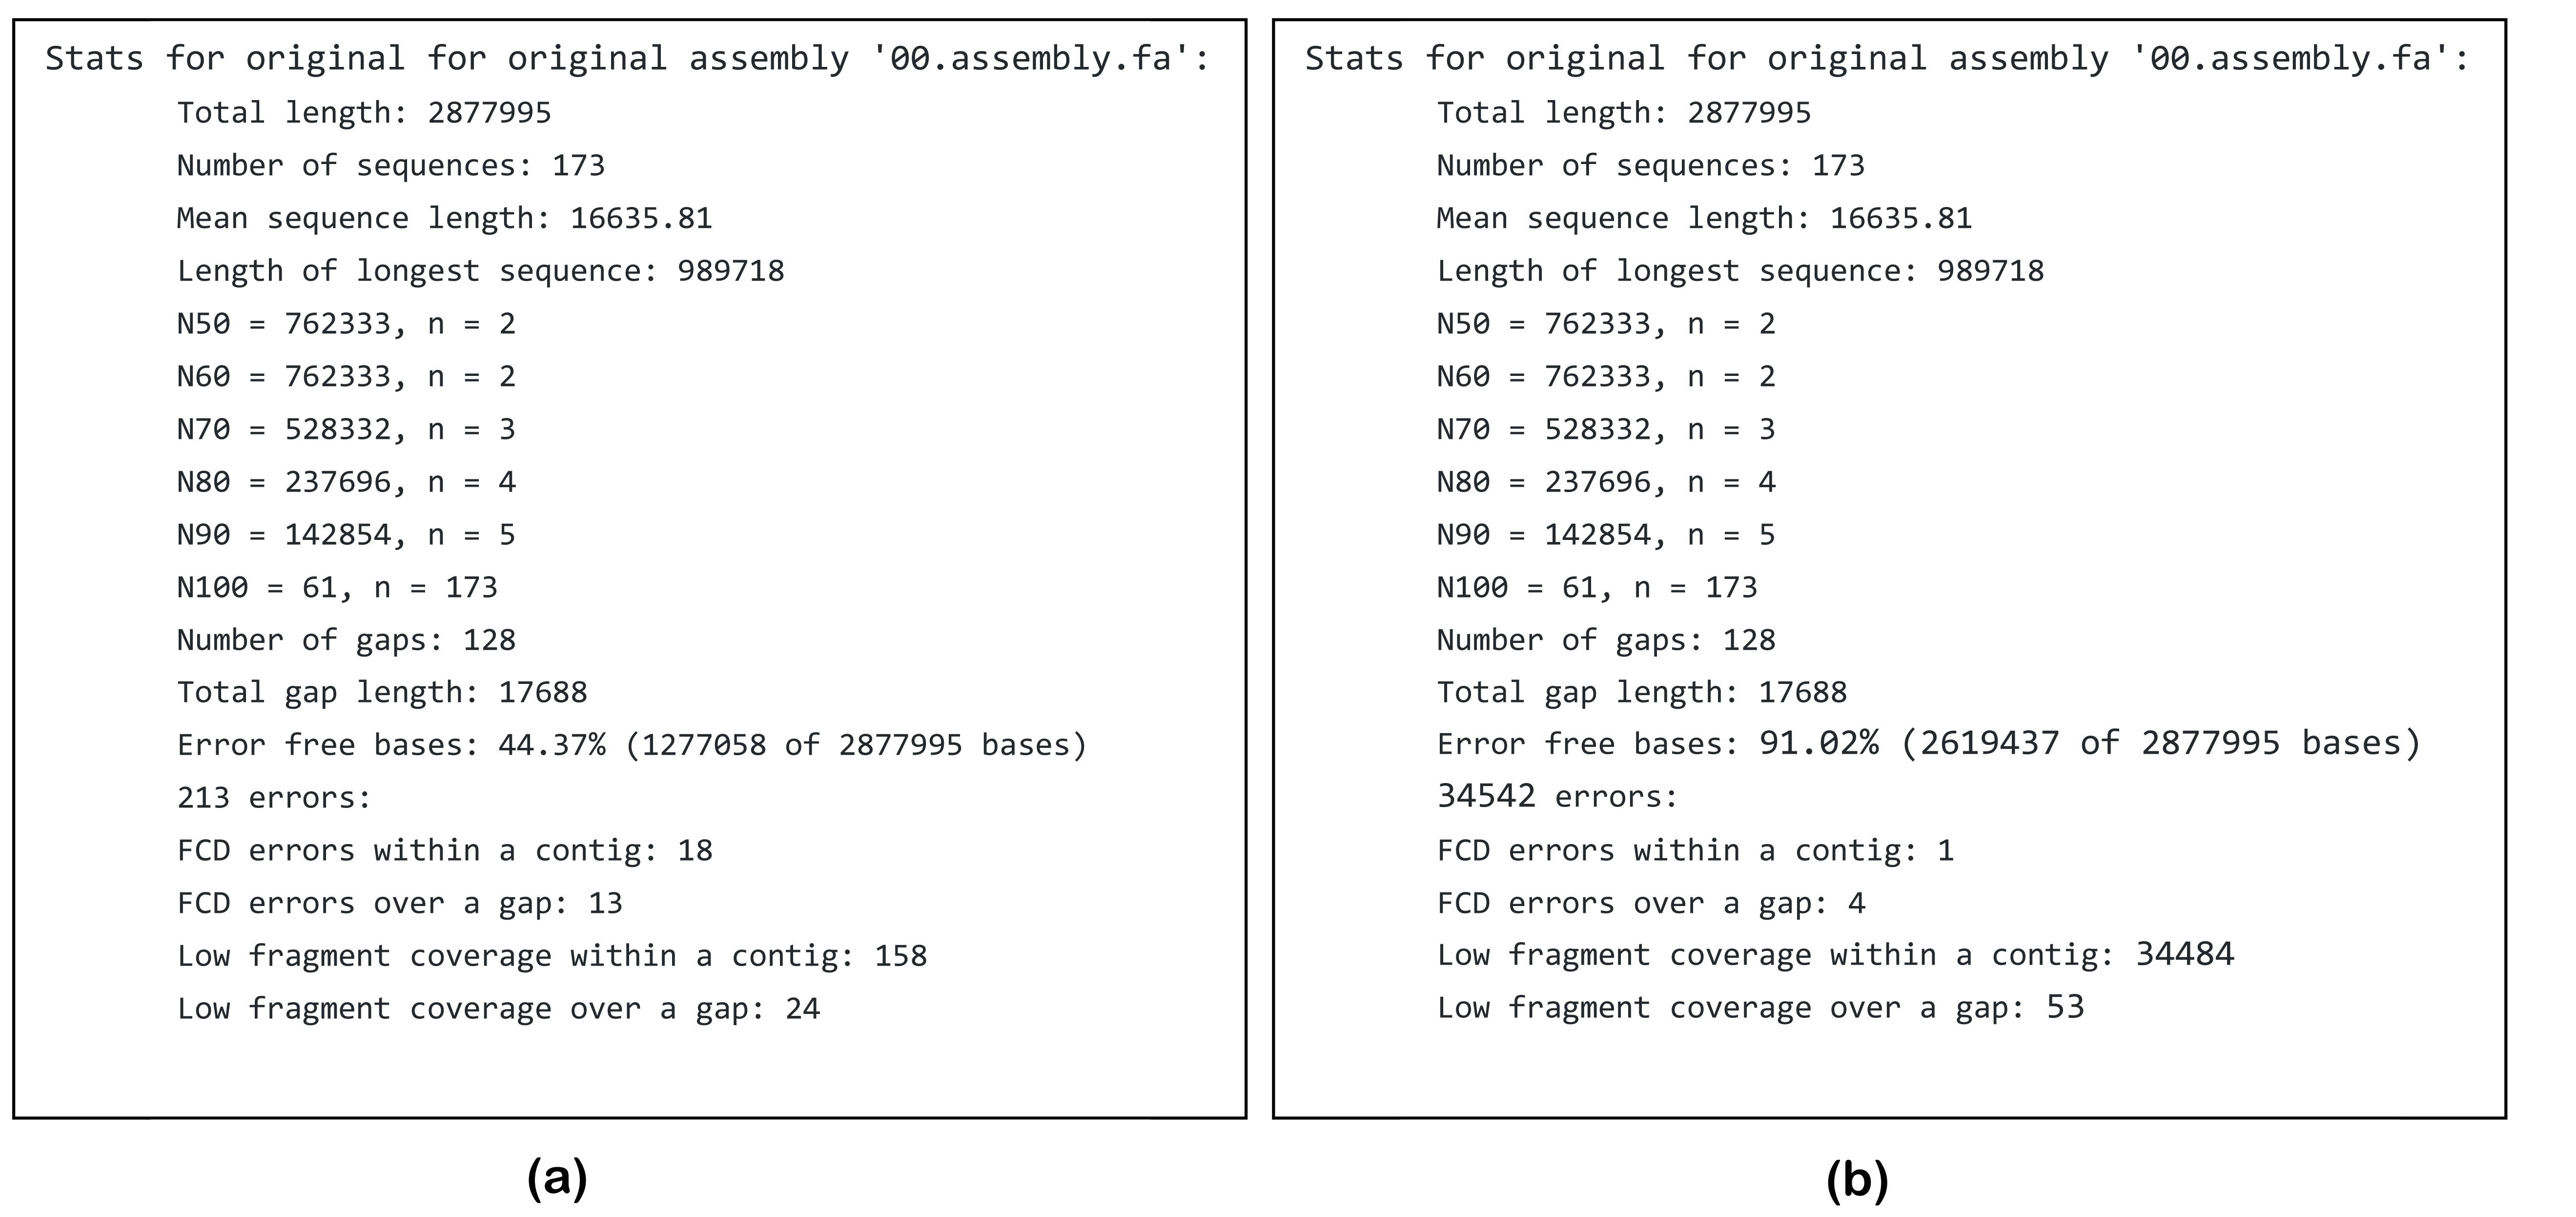 Stats for original for original assembly '00.assembly.fa':
Total length: 2877995
Number of sequences: 173
Mean sequence length: 16635.81
Length of longest sequence: 989718
N50 = 762333, n = 2
N60 = 762333, n = 2
N70 = 528332, n = 3
N80 = 237696, n = 4
N90 = 142854, n = 5
N100 = 61, n = 173
Number of gaps: 128
Total gap length: 17688
Error free bases: 44.37% (1277058 of 2877995 bases)
213 errors:
FCD errors within a contig: 18
FCD errors over a gap: 13
Low fragment coverage within a contig: 158
Low fragment coverage over a gap: 24
(a)
Stats for original for original assembly '00.assembly.fa':
Total length: 2877995
Number of sequences: 173
Mean sequence length: 16635.81
Length of longest sequence: 989718
N50 = 762333, n = 2
N60 = 762333, n = 2
N70 = 528332, n = 3
N80 = 237696, n = 4
N90 = 142854, n = 5
N100 = 61, n = 173
Number of gaps: 128
Total gap length: 17688
Error free bases: 91.02% (2619437 of 2877995 bases)
34542 errors:
FCD errors within a contig: 1
FCD errors over a gap: 4
Low fragment coverage within a contig: 34484
Low fragment coverage over a gap: 53
(b)